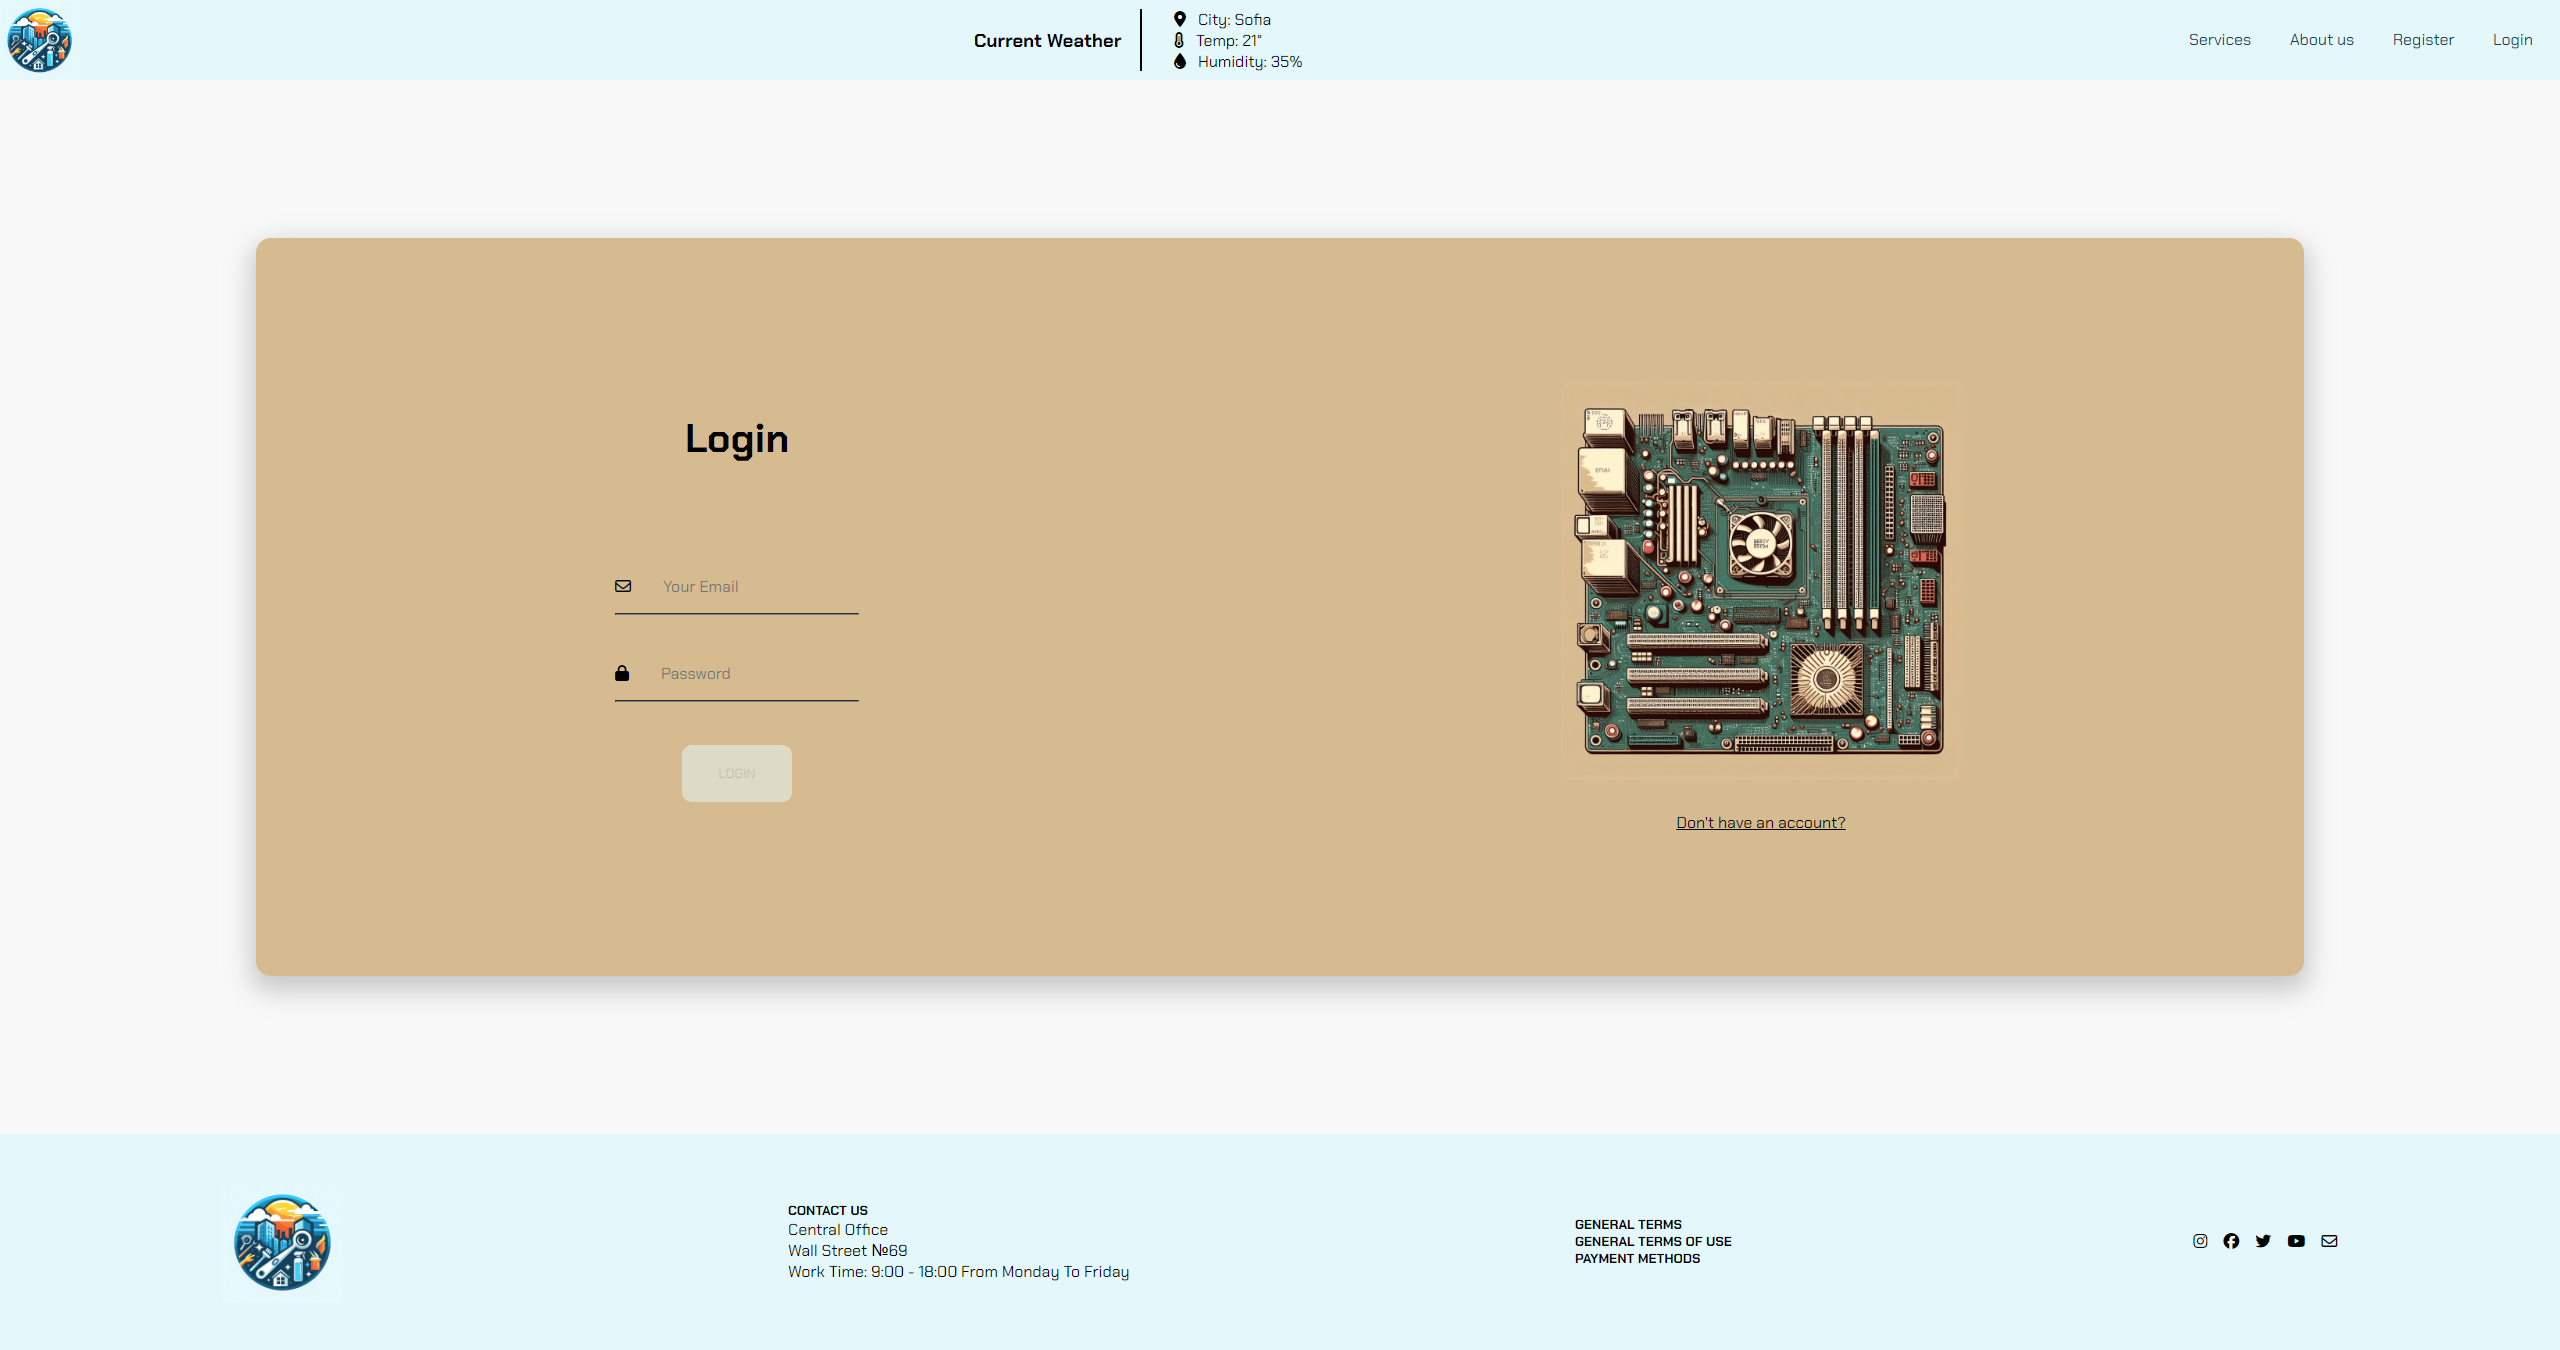 Current Weather
City: Sofia
Temp: 21°
Humidity: 35%
Services
About us
Register
Login
Login
Your Email
Password
LOGIN
Don't have an account?
CONTACT US
Central Office
Wall Street №69
Work Time: 9:00 - 18:00 From Monday To Friday
GENERAL TERMS
GENERAL TERMS OF USE
PAYMENT METHODS